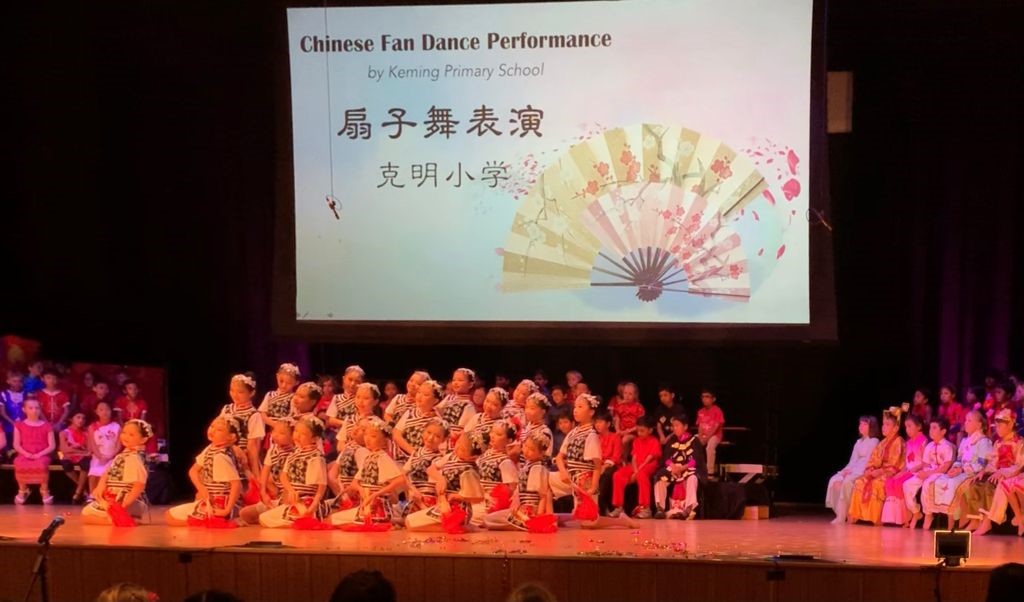 Chinese Fan Dance Performance
by Keming Primary School
扇子舞表演
克明小学